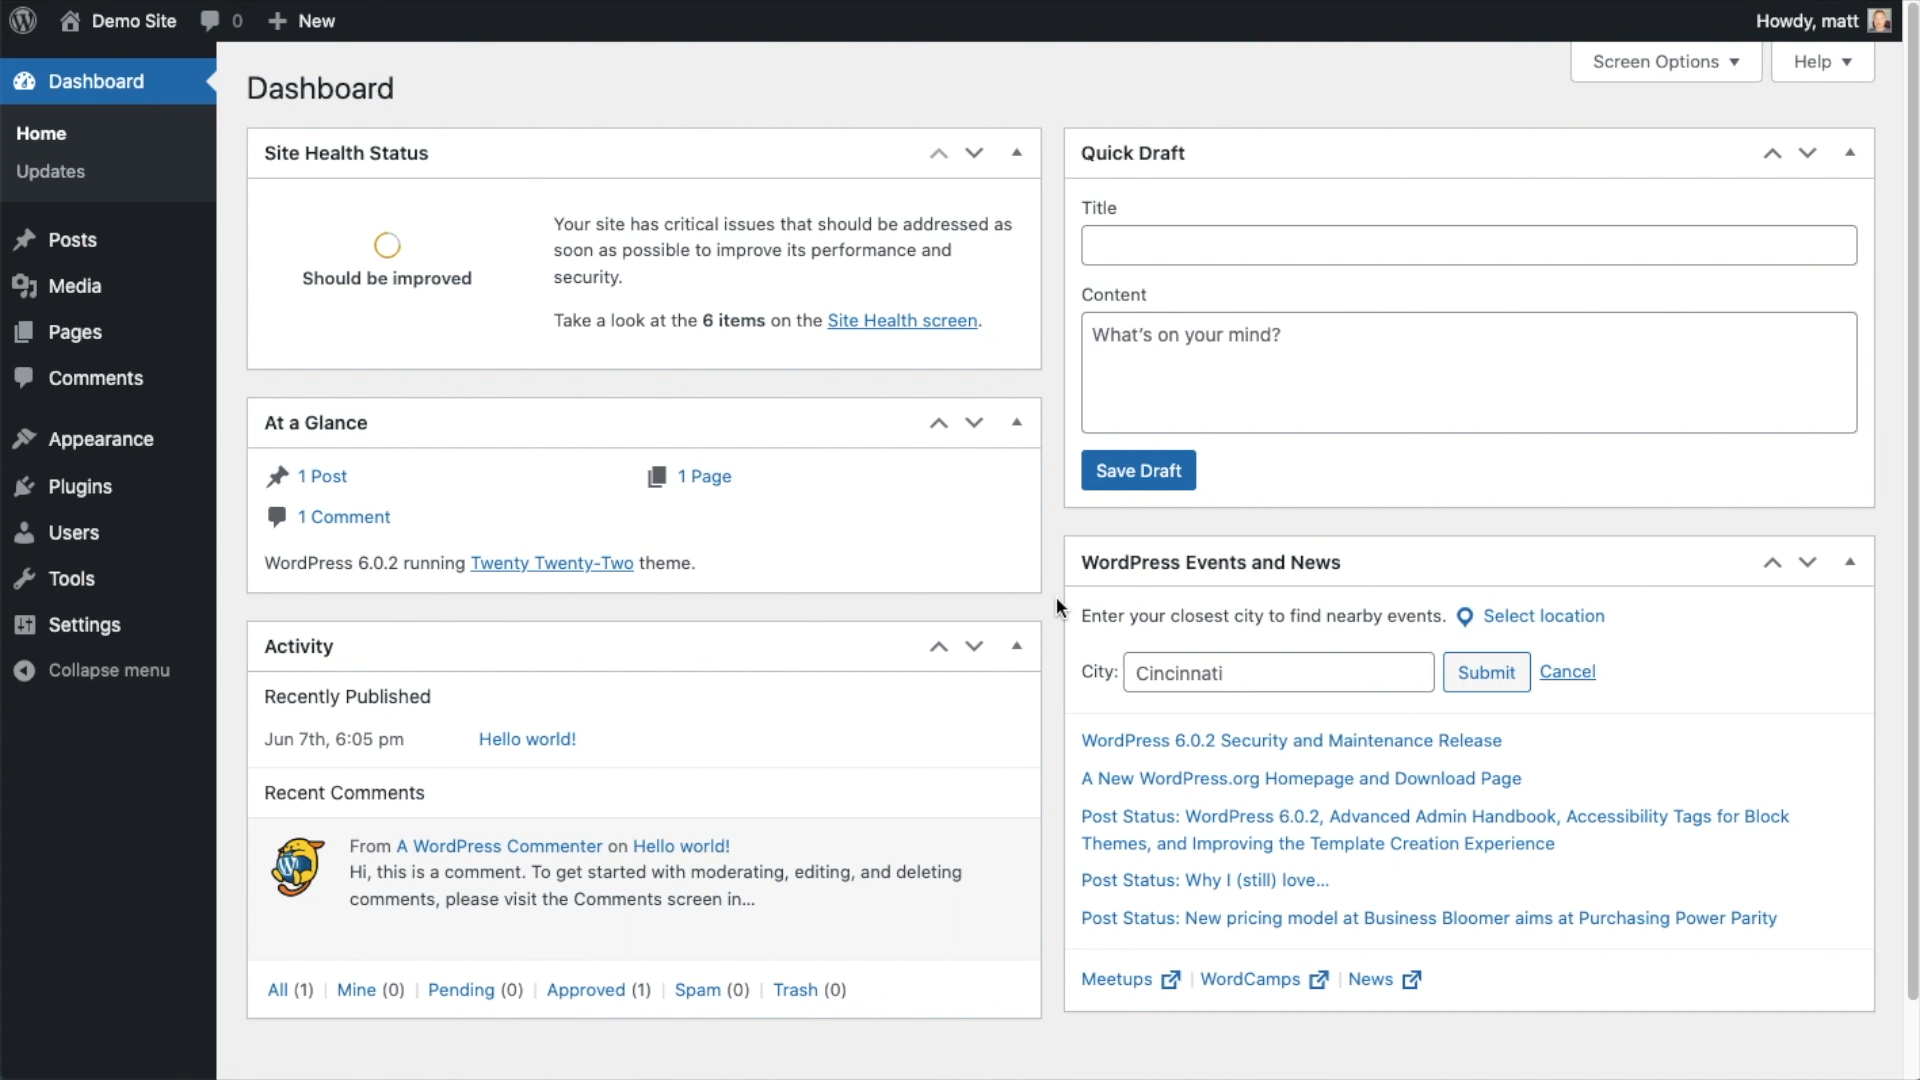 Demo Site
0
New
Howdy, matt
Dashboard
Home
Updates
Posts
Media
Pages
Comments
Appearance
Plugins
Users
Tools
Settings
Collapse menu
Screen Options
Help
Dashboard
Site Health Status
Should be improved
Your site has critical issues that should be addressed as
soon as possible to improve its performance and
security.
Take a look at the 6 items on the Site Health screen.
At a Glance
1 Post
1 Page
1 Comment
WordPress 6.0.2 running Twenty Twenty-Two theme.
Activity
Recently Published
Jun 7th, 6:05 pm
Hello world!
Recent Comments
From A WordPress Commenter on Hello world!
Hi, this is a comment. To get started with moderating, editing, and deleting
comments, please visit the Comments screen in…
All (1) | Mine (0) | Pending (0) | Approved (1) | Spam (0) | Trash (0)
Quick Draft
Title
Content
What’s on your mind?
Save Draft
WordPress Events and News
Enter your closest city to find nearby events. Select location
City: Cincinnati Submit Cancel
WordPress 6.0.2 Security and Maintenance Release
A New WordPress.org Homepage and Download Page
Post Status: WordPress 6.0.2, Advanced Admin Handbook, Accessibility Tags for Block
Themes, and Improving the Template Creation Experience
Post Status: Why I (still) love…
Post Status: New pricing model at Business Bloomer aims at Purchasing Power Parity
Meetups | WordCamps | News